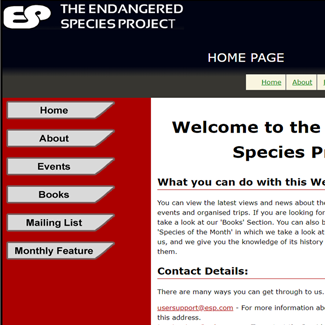 ESP THE ENDANGERED
SPECIES PROJECT
HOME PAGE
Home About
Home
About
Events
Books
Mailing List
Monthly Feature
Welcome to the
Species P
What you can do with this We
You can view the latest views and news about the
events and organised trips. If you are looking for
take a look at our 'Books' Section. You can also b
'Species of the Month' in which we take a look at
us, and we give you the knowledge of its history
them.
Contact Details:
There are many ways you can get through to us.
usersupport@esp.com - For more information abo
this address.